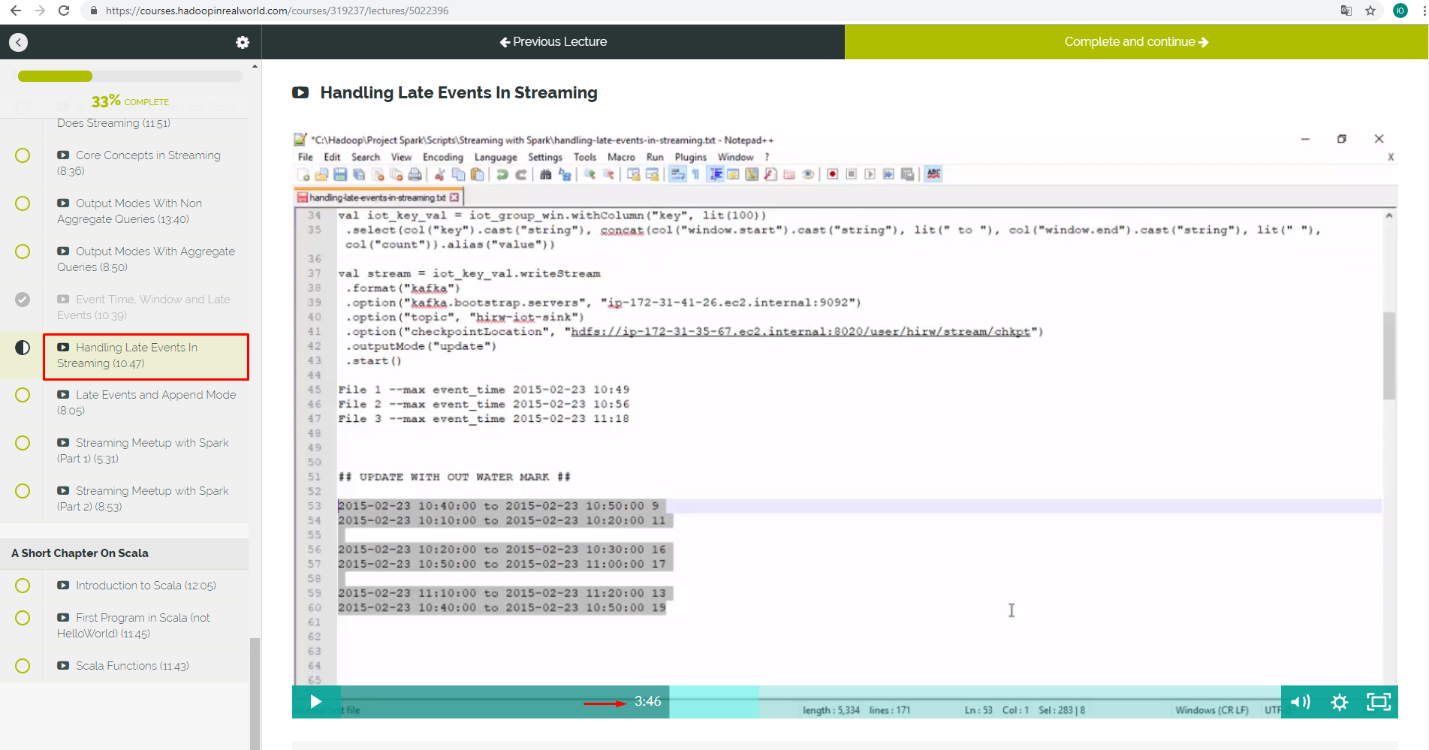 https://courses.hadoopinrealworld.com/courses/319237/lectures/5022396
Previous Lecture
Complete and continue
33% COMPLETE
Does Streaming (11:51)
Core Concepts in Streaming
(8:36)
Output Modes With Non
Aggregate Queries (13:40)
Output Modes With Aggregate
Queries (8:50)
Event Time, Window and Late
Events (10:39)
Handling Late Events In
Streaming (10:47)
Late Events and Append Mode
(8:05)
Streaming Meetup with Spark
(Part 1) (5:31)
Streaming Meetup with Spark
(Part 2) (8:53)
A Short Chapter On Scala
Introduction to Scala (12:05)
First Program in Scala (not
HelloWorld) (11:45)
Scala Functions (11:43)
Handling Late Events In Streaming
*C:\Hadoop\Project Spark\Scripts\Streaming with Spark\handling-late-events-in-streaming.txt - Notepad++
File Edit Search View Encoding Language Settings Tools Macro Run Plugins Window ?
X
ABC
handling-late-events-in-streaming.txt
34 val iot_key_val = iot_group_win.withColumn("key", lit(100))
35 .select(col("key").cast("string"), concat(col("window.start").cast("string"), lit(" to "), col("window.end").cast("string"), lit(" "),
col("count")).alias("value"))
36
37 val stream = iot_key_val.writeStream
38 .format("kafka")
39 .option("kafka.bootstrap.servers", "ip-172-31-41-26.ec2.internal:9092")
40 .option("topic", "hirw-iot-sink")
41 .option("checkpointLocation", "hdfs://ip-172-31-35-67.ec2.internal:8020/user/hirw/stream/chkpt")
42 .outputMode("update")
43 .start()
44
45 File 1 --max event_time 2015-02-23 10:49
46 File 2 --max event_time 2015-02-23 10:56
47 File 3 --max event_time 2015-02-23 11:18
48
49
50
51 ## UPDATE WITH OUT WATER MARK ##
52
53 2015-02-23 10:40:00 to 2015-02-23 10:50:00 9
54 2015-02-23 10:10:00 to 2015-02-23 10:20:00 11
55
56 2015-02-23 10:20:00 to 2015-02-23 10:30:00 16
57 2015-02-23 10:50:00 to 2015-02-23 11:00:00 17
58
59 2015-02-23 11:10:00 to 2015-02-23 11:20:00 13
60 2015-02-23 10:40:00 to 2015-02-23 10:50:00 19
61
62
63
64
65
3:46
file length : 5,334 lines : 171 Ln : 53 Col : 1 Sel : 283 | 8 Windows (CR LF) UTF